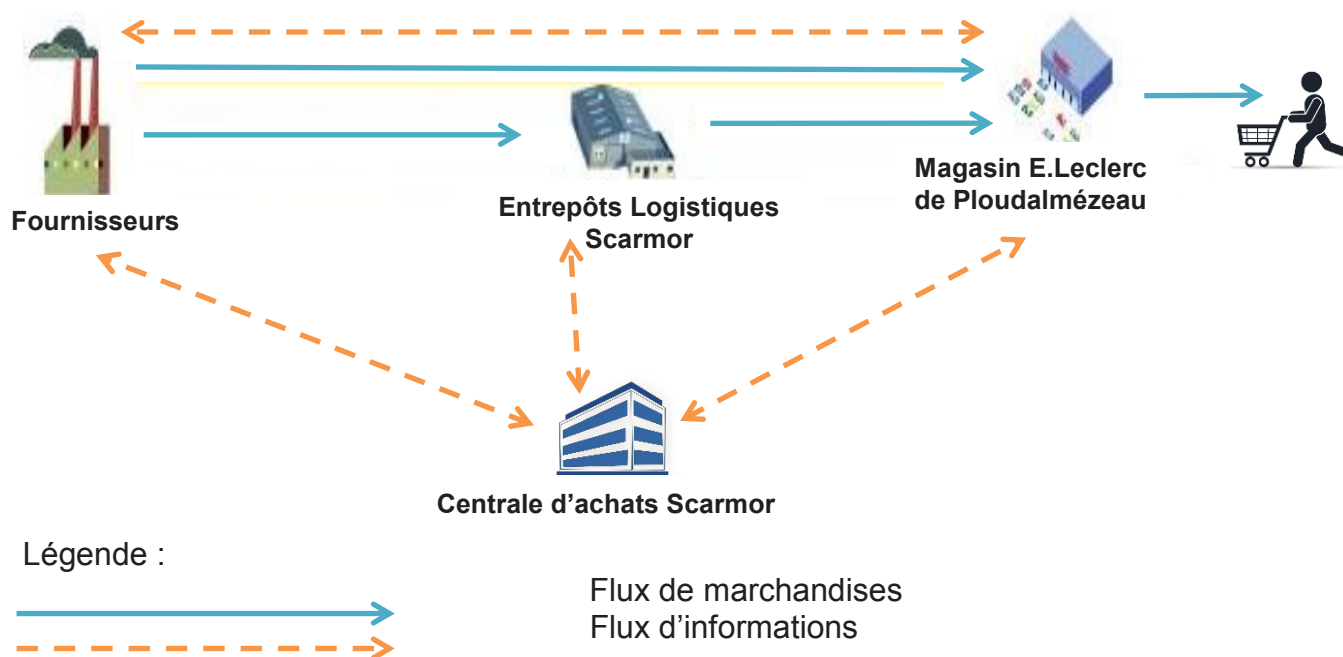 Fournisseurs
Entrepôts Logistiques
Scarmor
Magasin E.Leclerc
de Ploudalmézeau
Centrale d’achats Scarmor
Légende :
Flux de marchandises
Flux d’informations